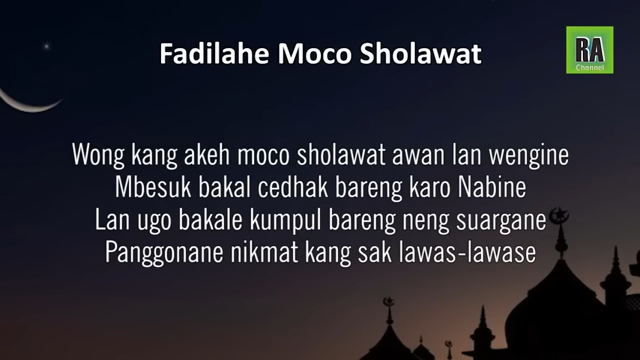 Fadilahe Moco Sholawat
RA
Channel
Wong kang akeh moco sholawat awan lan wengine
Mbesuk bakal cedhak bareng karo Nabine
Lan ugo bakale kumpul bareng neng suargane
Panggonane nikmat kang sak lawas-lawase